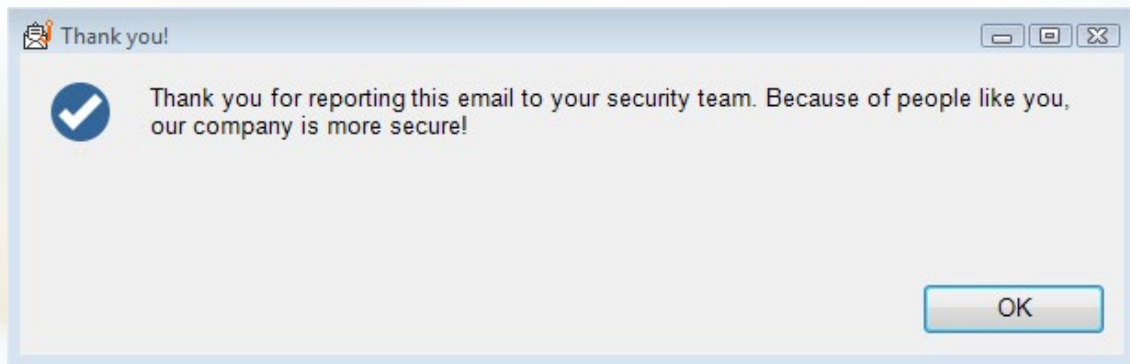 Thank you!
Thank you for reporting this email to your security team. Because of people like you,
our company is more secure!
OK